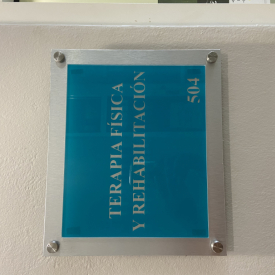 TERAPIA FÍSICA
Y REHABILITACIÓN
504